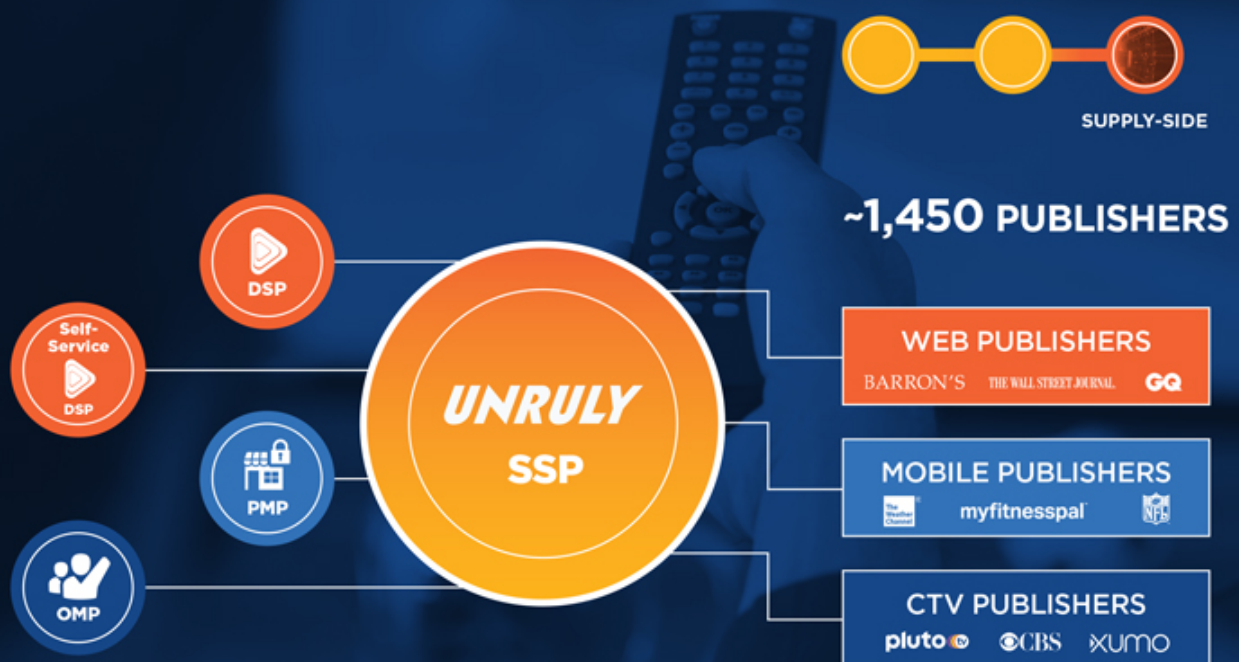 SUPPLY-SIDE
~1,450 PUBLISHERS
DSP
Self-
Service
DSP
PMP
OMP
UNRULY
SSP
WEB PUBLISHERS
BARRON'S THE WALL STREET JOURNAL. GQ
MOBILE PUBLISHERS
The
Weather
Channel
myfitnesspal
NFL
CTV PUBLISHERS
pluto tv CBS XUMO